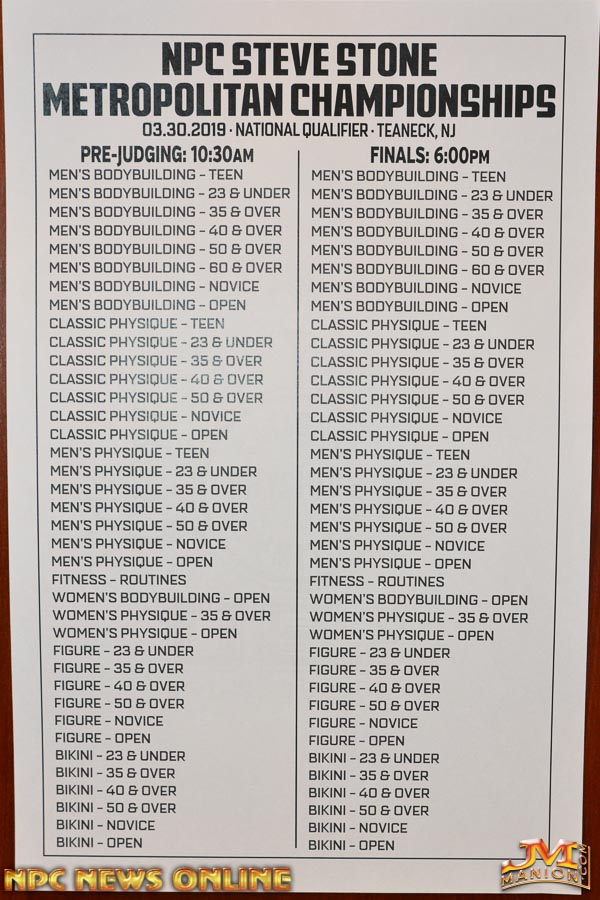 NPC STEVE STONE
METROPOLITAN CHAMPIONSHIPS
03.30.2019 · NATIONAL QUALIFIER · TEANECK, NJ
PRE-JUDGING: 10:30AM
MEN'S BODYBUILDING – TEEN
MEN'S BODYBUILDING – 23 & UNDER
MEN'S BODYBUILDING – 35 & OVER
MEN'S BODYBUILDING – 40 & OVER
MEN'S BODYBUILDING – 50 & OVER
MEN'S BODYBUILDING – 60 & OVER
MEN'S BODYBUILDING – NOVICE
MEN'S BODYBUILDING – OPEN
CLASSIC PHYSIQUE – TEEN
CLASSIC PHYSIQUE – 23 & UNDER
CLASSIC PHYSIQUE – 35 & OVER
CLASSIC PHYSIQUE – 40 & OVER
CLASSIC PHYSIQUE – 50 & OVER
CLASSIC PHYSIQUE – NOVICE
CLASSIC PHYSIQUE – OPEN
MEN'S PHYSIQUE – TEEN
MEN'S PHYSIQUE – 23 & UNDER
MEN'S PHYSIQUE – 35 & OVER
MEN'S PHYSIQUE – 40 & OVER
MEN'S PHYSIQUE – 50 & OVER
MEN'S PHYSIQUE – NOVICE
MEN'S PHYSIQUE – OPEN
FITNESS – ROUTINES
WOMEN'S BODYBUILDING – OPEN
WOMEN'S PHYSIQUE – 35 & OVER
WOMEN'S PHYSIQUE – OPEN
FIGURE – 23 & UNDER
FIGURE – 35 & OVER
FIGURE – 40 & OVER
FIGURE – 50 & OVER
FIGURE – NOVICE
FIGURE – OPEN
BIKINI – 23 & UNDER
BIKINI – 35 & OVER
BIKINI – 40 & OVER
BIKINI – 50 & OVER
BIKINI – NOVICE
BIKINI – OPEN
FINALS: 6:00PM
MEN'S BODYBUILDING – TEEN
MEN'S BODYBUILDING – 23 & UNDER
MEN'S BODYBUILDING – 35 & OVER
MEN'S BODYBUILDING – 40 & OVER
MEN'S BODYBUILDING – 50 & OVER
MEN'S BODYBUILDING – 60 & OVER
MEN'S BODYBUILDING – NOVICE
MEN'S BODYBUILDING – OPEN
CLASSIC PHYSIQUE – TEEN
CLASSIC PHYSIQUE – 23 & UNDER
CLASSIC PHYSIQUE – 35 & OVER
CLASSIC PHYSIQUE – 40 & OVER
CLASSIC PHYSIQUE – 50 & OVER
CLASSIC PHYSIQUE – NOVICE
CLASSIC PHYSIQUE – OPEN
MEN'S PHYSIQUE – TEEN
MEN'S PHYSIQUE – 23 & UNDER
MEN'S PHYSIQUE – 35 & OVER
MEN'S PHYSIQUE – 40 & OVER
MEN'S PHYSIQUE – 50 & OVER
MEN'S PHYSIQUE – NOVICE
MEN'S PHYSIQUE – OPEN
FITNESS – ROUTINES
WOMEN'S BODYBUILDING – OPEN
WOMEN'S PHYSIQUE – 35 & OVER
WOMEN'S PHYSIQUE – OPEN
FIGURE – 23 & UNDER
FIGURE – 35 & OVER
FIGURE – 40 & OVER
FIGURE – 50 & OVER
FIGURE – NOVICE
FIGURE – OPEN
BIKINI – 23 & UNDER
BIKINI – 35 & OVER
BIKINI – 40 & OVER
BIKINI – 50 & OVER
BIKINI – NOVICE
BIKINI – OPEN
NPC NEWS ONLINE
JM
MANION.COM